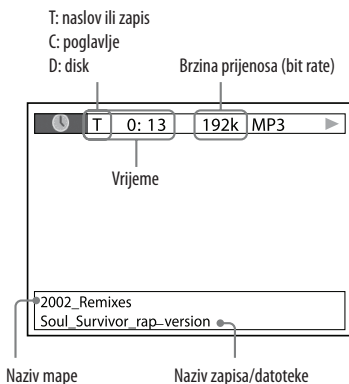 T: naslov ili zapis
C: poglavlje
D: disk
Brzina prijenosa (bit rate)
T 0: 13 192k MP3
Vrijeme
2002_Remixes
Soul_Survivor_rap_version
Naziv mape
Naziv zapisa/datoteke